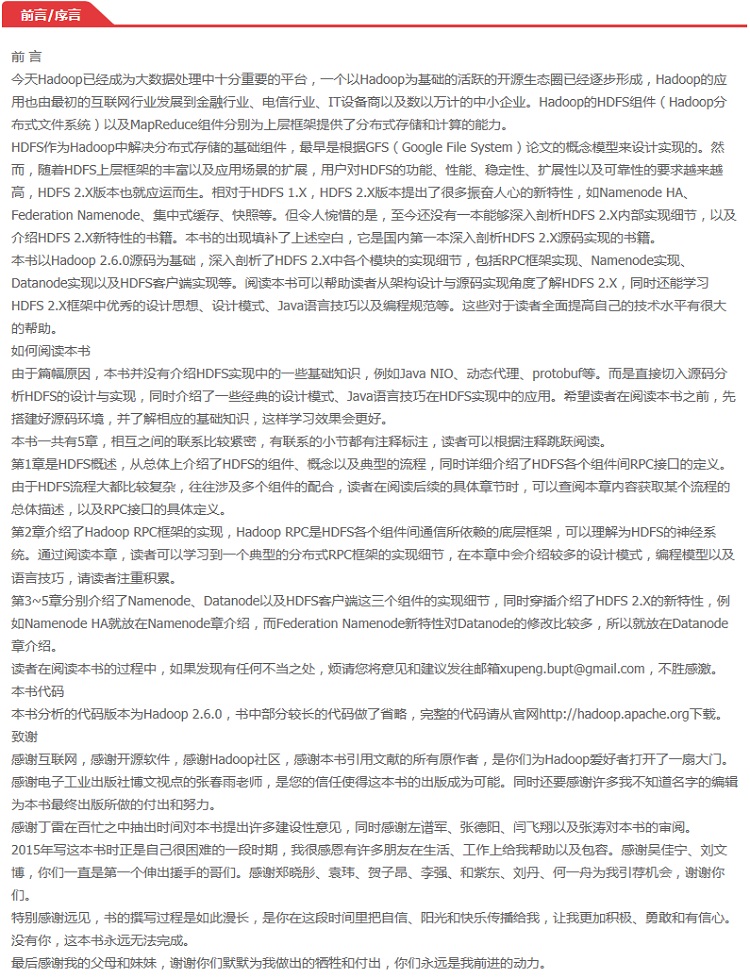 前言/序言
前 言
今天Hadoop已经成为大数据处理中十分重要的平台，一个以Hadoop为基础的活跃的开源生态圈已经逐步形成，Hadoop的应
用也由最初的互联网行业发展到金融行业、电信行业、IT设备商以及数以万计的中小企业。Hadoop的HDFS组件（Hadoop分
布式文件系统）以及MapReduce组件分别为上层框架提供了分布式存储和计算的能力。
HDFS作为Hadoop中解决分布式存储的基础组件，最早是根据GFS（Google File System）论文的概念模型来设计实现的。然
而，随着HDFS上层框架的丰富以及应用场景的扩展，用户对HDFS的功能、性能、稳定性、扩展性以及可靠性的要求越来越
高，HDFS 2.X版本也就应运而生。相对于HDFS 1.X，HDFS 2.X版本提出了很多振奋人心的新特性，如Namenode HA、
Federation Namenode、集中式缓存、快照等。但令人惋惜的是，至今还没有一本能够深入剖析HDFS 2.X内部实现细节，以及
介绍HDFS 2.X新特性的书籍。本书的出现填补了上述空白，它是国内第一本深入剖析HDFS 2.X源码实现的书籍。
本书以Hadoop 2.6.0源码为基础，深入剖析了HDFS 2.X中各个模块的实现细节，包括RPC框架实现、Namenode实现、
Datanode实现以及HDFS客户端实现等。阅读本书可以帮助读者从架构设计与源码实现角度了解HDFS 2.X，同时还能学习
HDFS 2.X框架中优秀的设计思想、设计模式、Java语言技巧以及编程规范等。这些对于读者全面提高自己的技术水平有很大
的帮助。
如何阅读本书
由于篇幅原因，本书并没有介绍HDFS实现中的一些基础知识，例如Java NIO、动态代理、protobuf等。而是直接切入源码分
析HDFS的设计与实现，同时介绍了一些经典的设计模式、Java语言技巧在HDFS实现中的应用。希望读者在阅读本书之前，先
搭建好源码环境，并了解相应的基础知识，这样学习效果会更好。
本书一共有5章，相互之间的联系比较紧密，有联系的小节都有注释标注，读者可以根据注释跳跃阅读。
第1章是HDFS概述，从总体上介绍了HDFS的组件、概念以及典型的流程，同时详细介绍了HDFS各个组件间RPC接口的定义。
由于HDFS流程大都比较复杂，往往涉及多个组件的配合，读者在阅读后续的具体章节时，可以查阅本章内容获取某个流程的
总体描述，以及RPC接口的具体定义。
第2章介绍了Hadoop RPC框架的实现，Hadoop RPC是HDFS各个组件间通信所依赖的底层框架，可以理解为HDFS的神经系
统。通过阅读本章，读者可以学习到一个典型的分布式RPC框架的实现细节，在本章中会介绍较多的设计模式，编程模型以及
语言技巧，请读者注重积累。
第3~5章分别介绍了Namenode、Datanode以及HDFS客户端这三个组件的实现细节，同时穿插介绍了HDFS 2.X的新特性，例
如Namenode HA就放在Namenode章介绍，而Federation Namenode新特性对Datanode的修改比较多，所以就放在Datanode
章介绍。
读者在阅读本书的过程中，如果发现有任何不当之处，烦请您将意见和建议发往邮箱xupeng.bupt@gmail.com，不胜感激。
本书代码
本书分析的代码版本为Hadoop 2.6.0，书中部分较长的代码做了省略，完整的代码请从官网http://hadoop.apache.org下载。
致谢
感谢互联网，感谢开源软件，感谢Hadoop社区，感谢本书引用文献的所有原作者，是你们为Hadoop爱好者打开了一扇大门。
感谢电子工业出版社博文视点的张春雨老师，是您的信任使得这本书的出版成为可能。同时还要感谢许多我不知道名字的编辑
为本书最终出版所做的付出和努力。
感谢丁雷在百忙之中抽出时间对本书提出许多建设性意见，同时感谢左谱军、张德阳、闫飞翔以及张涛对本书的审阅。
2015年写这本书时正是自己很困难的一段时期，我很感恩有许多朋友在生活、工作上给我帮助以及包容。感谢吴佳宁、刘文
博，你们一直是第一个伸出援手的哥们。感谢郑晓彤、袁玮、贺子昂、李强、和紫东、刘丹、何一舟为我引荐机会，谢谢你
们。
特别感谢远见，书的撰写过程是如此漫长，是你在这段时间里把自信、阳光和快乐传播给我，让我更加积极、勇敢和有信心。
没有你，这本书永远无法完成。
最后感谢我的父母和妹妹，谢谢你们默默为我做出的牺牲和付出，你们永远是我前进的动力。